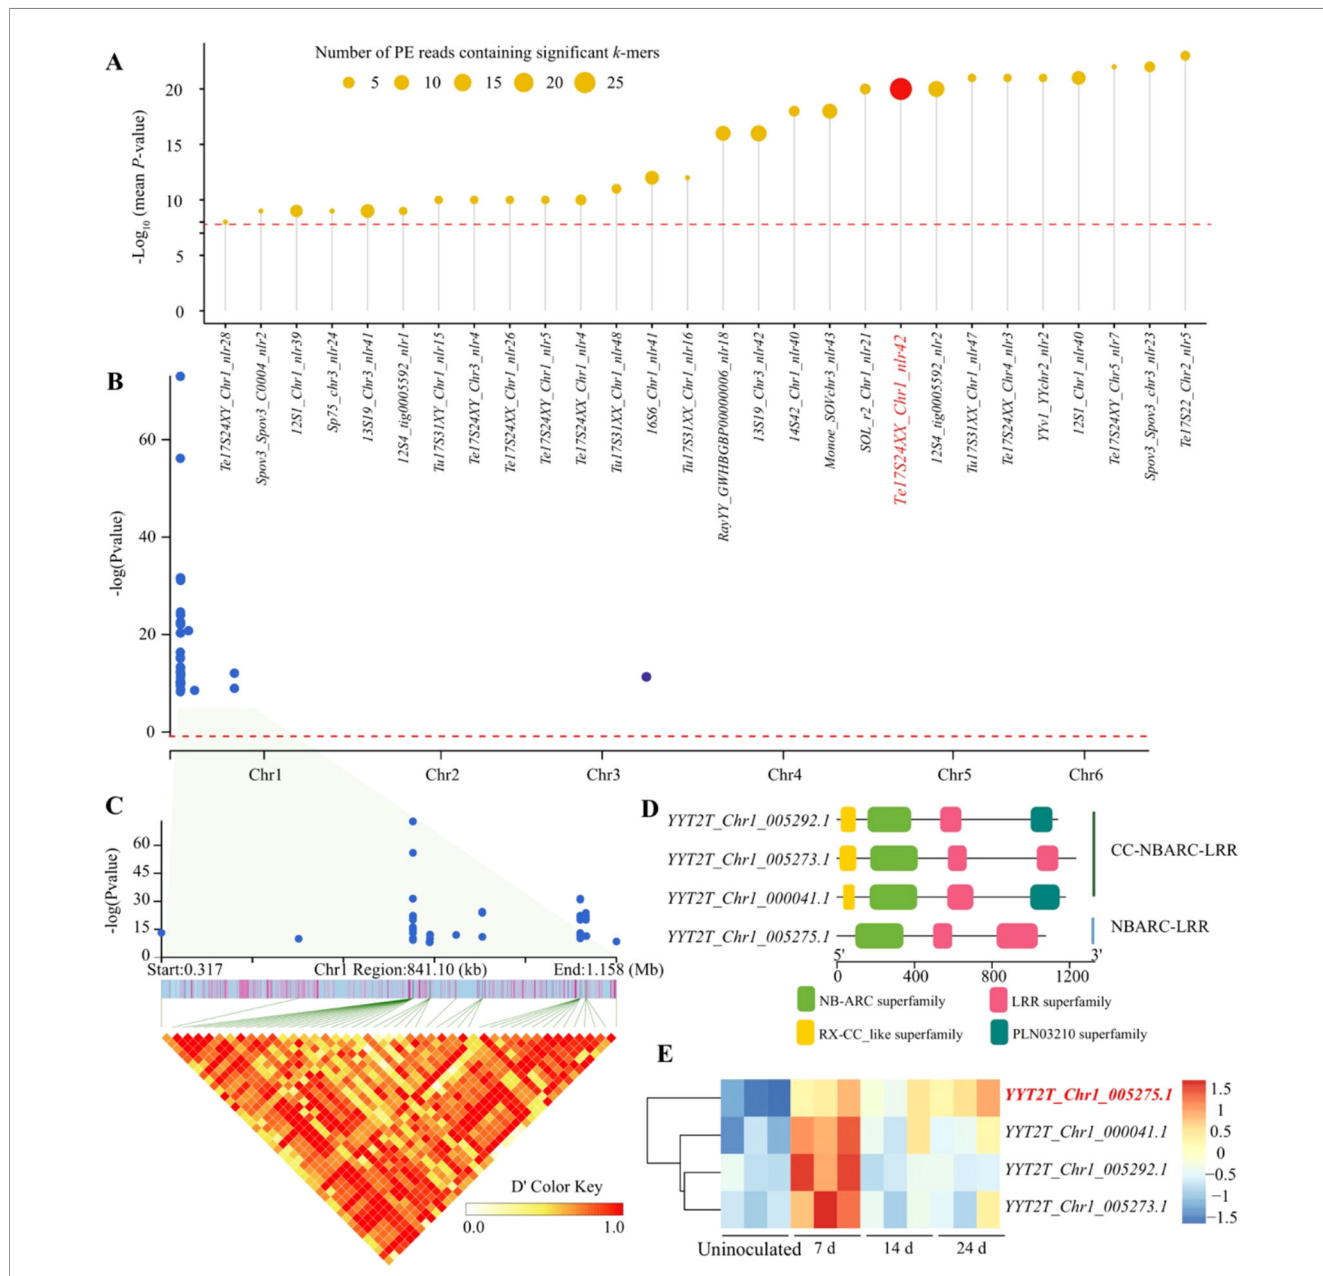 A
Number of PE reads containing significant k-mers
5 10 15 20 25
-Log10 (mean P-value)
20
15
10
5
0
Te17S24XY_Chr1_nlr28
Spov3_Spov3_C0004_nlr2
12S1_Chr1_nlr39
Sp75_chr3_nlr24
13S19_Chr3_nlr41
12S4_tig0005592_nlr1
Tu17S31XY_Chr1_nlr15
Te17S24XY_Chr3_nlr4
Te17S24XX_Chr1_nlr26
Te17S24XY_Chr1_nlr5
Te17S24XX_Chr1_nlr4
Tu17S31XX_Chr1_nlr48
16S6_Chr1_nlr41
Tu17S31XX_Chr1_nlr16
RayYY_GWHBGBP00000006_nlr18
13S19_Chr3_nlr42
14S42_Chr1_nlr40
Monoe_SOVchr3_nlr43
SOL_r2_Chr1_nlr21
Te17S24XX_Chr1_nlr42
12S4_tig0005592_nlr2
Tu17S31XX_Chr1_nlr47
Te17S24XX_Chr4_nlr3
YYv1_YYchr2_nlr2
12S1_Chr1_nlr40
Te17S24XY_Chr5_nlr7
Spov3_Spov3_chr3_nlr23
Te17S22_Chr2_nlr5
B
-log(Pvalue)
60
40
20
0
Chr1 Chr2 Chr3 Chr4 Chr5 Chr6
C
-log(Pvalue)
60
45
30
15
0
Start:0.317 Chr1 Region:841.10 (kb) End:1.158 (Mb)
D' Color Key
0.0 1.0
D
YYT2T_Chr1_005292.1
YYT2T_Chr1_005273.1
YYT2T_Chr1_000041.1
YYT2T_Chr1_005275.1
CC-NBARC-LRR
NBARC-LRR
5' 3'
0 400 800 1200
NB-ARC superfamily LRR superfamily
RX-CC_like superfamily PLN03210 superfamily
E
YYT2T_Chr1_005275.1
YYT2T_Chr1_000041.1
YYT2T_Chr1_005292.1
YYT2T_Chr1_005273.1
1.5
1
0.5
0
−0.5
−1
−1.5
Uninoculated 7 d 14 d 24 d